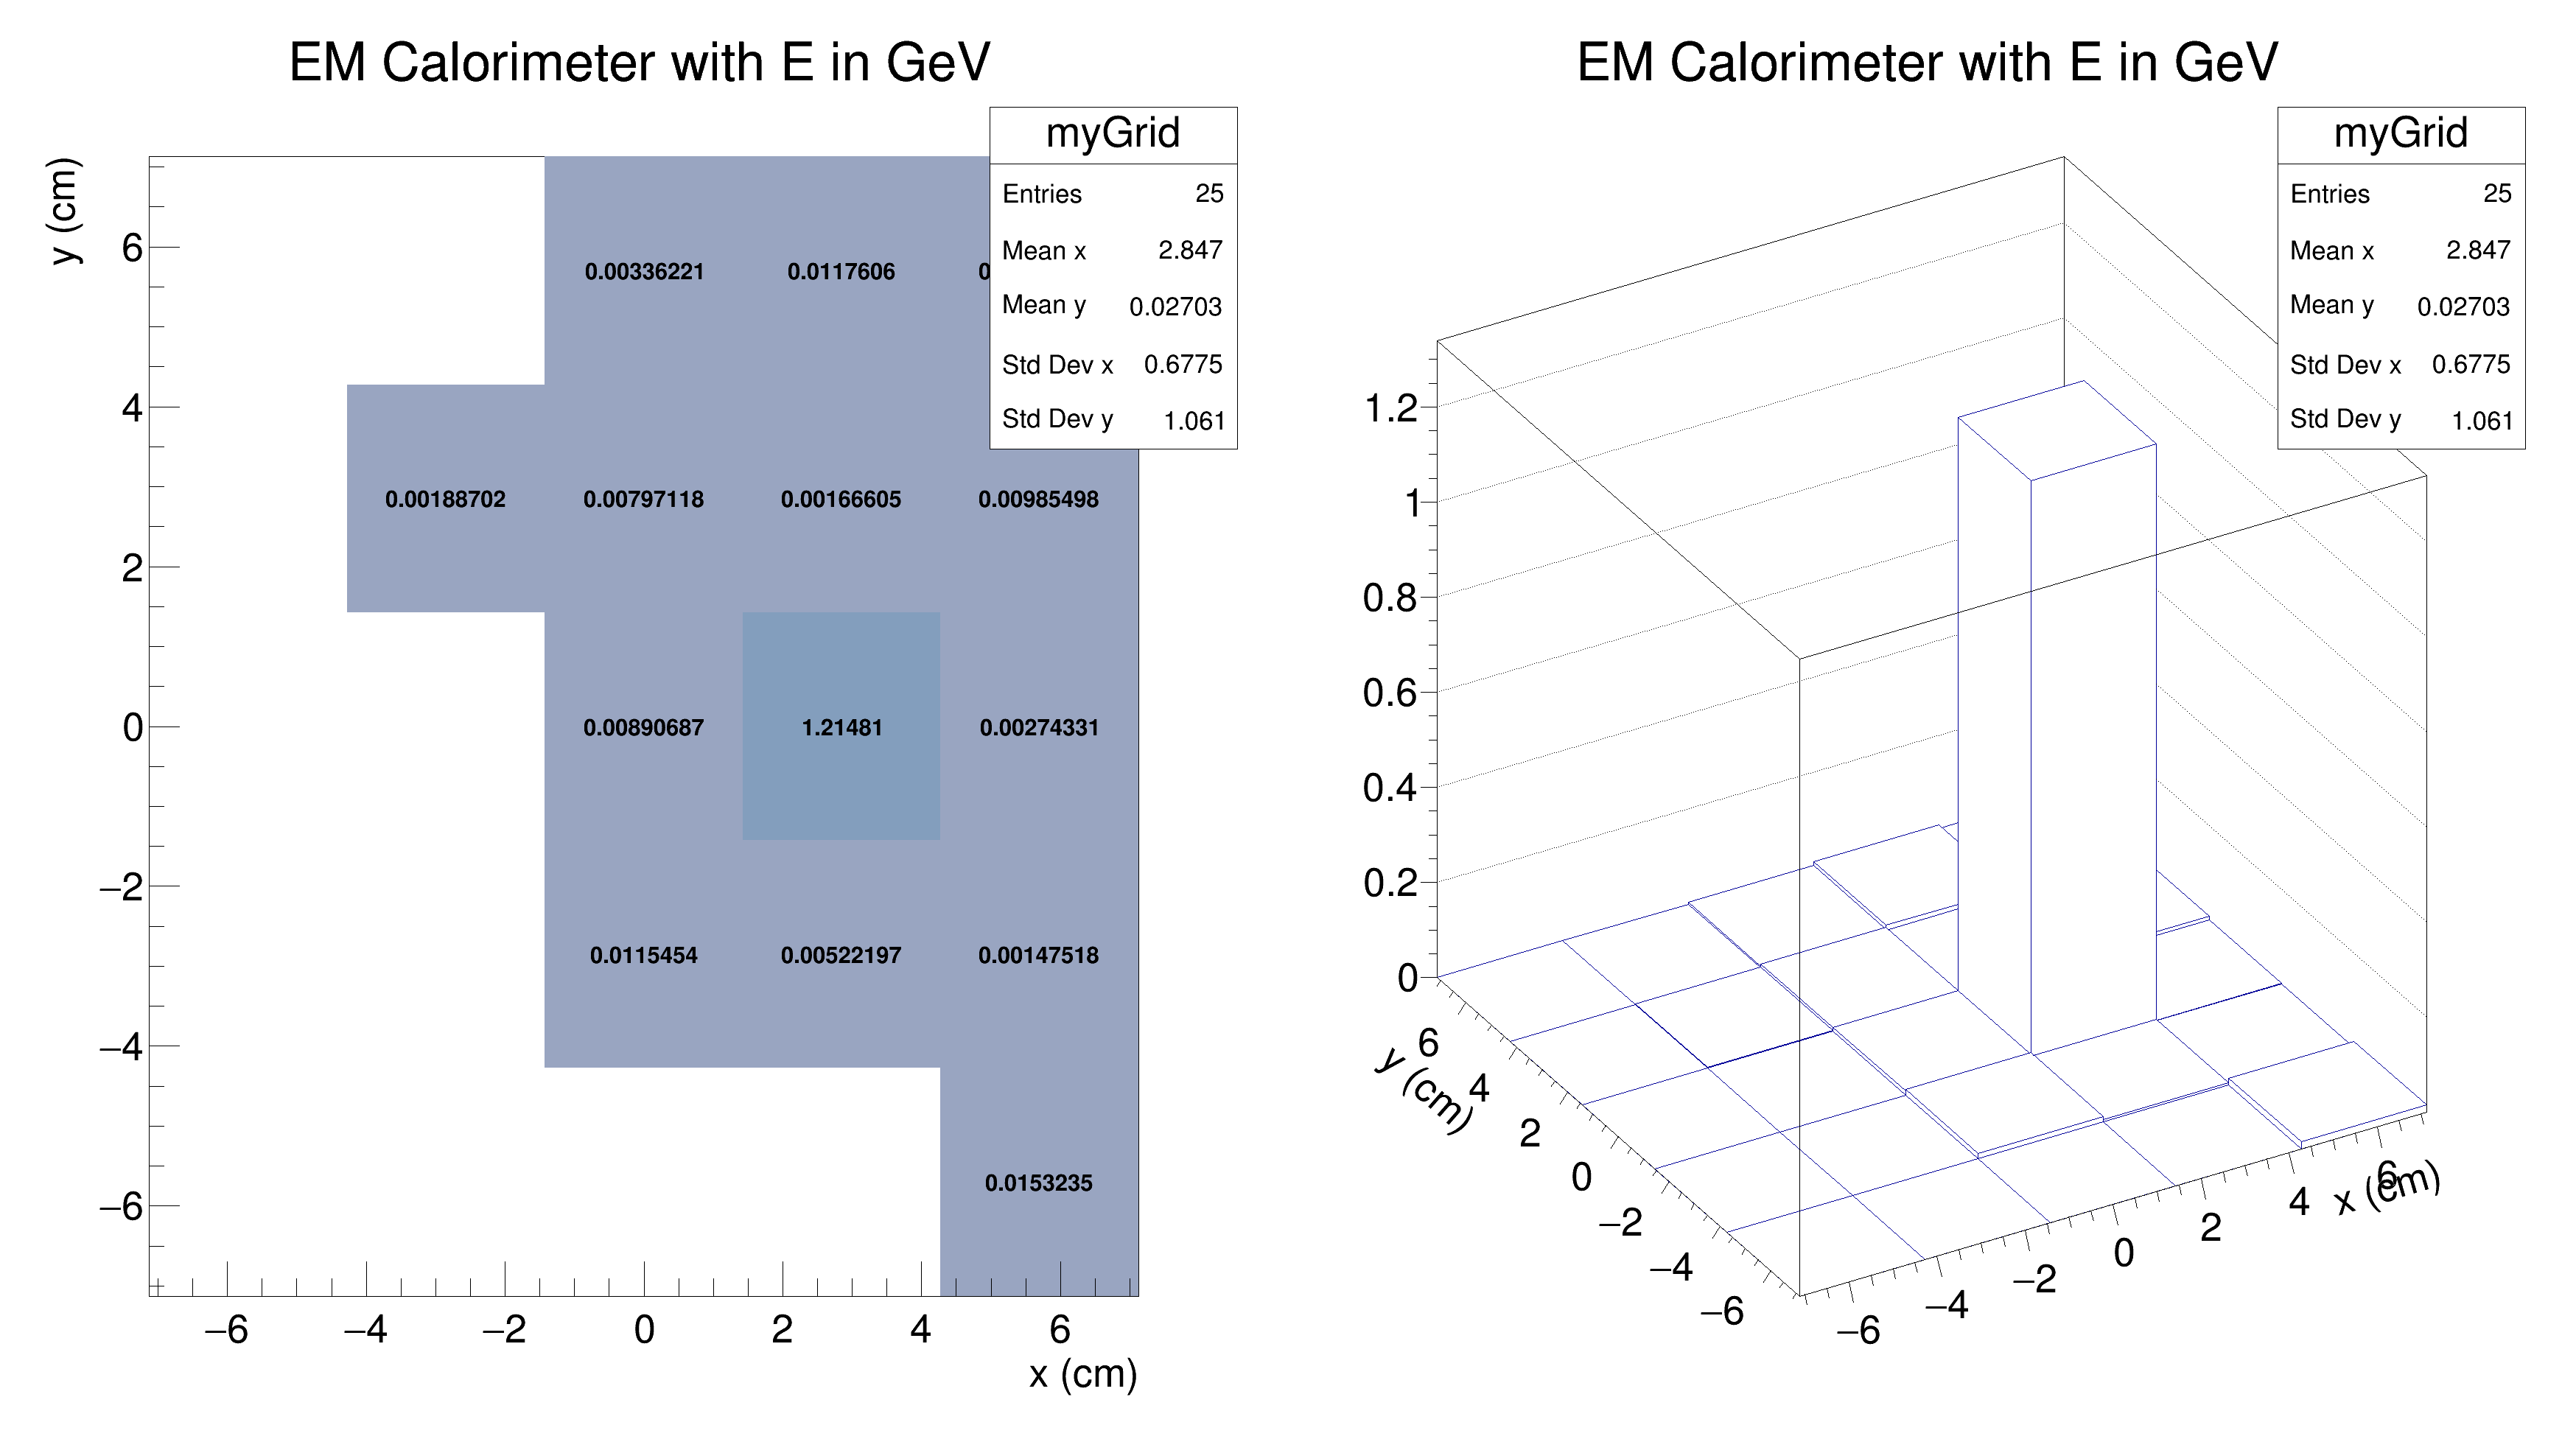 EM Calorimeter with E in GeV
myGrid
Entries 25
Mean x 2.847
Mean y 0.02703
Std Dev x 0.6775
Std Dev y 1.061
y (cm)
6
4
2
0
−2
−4
−6
0.00336221 0.0117606
0.00188702 0.00797118 0.00166605 0.00985498
0.00890687 1.21481 0.00274331
0.0115454 0.00522197 0.00147518
0.0153235
−6 −4 −2 0 2 4 6
x (cm)
EM Calorimeter with E in GeV
myGrid
Entries 25
Mean x 2.847
Mean y 0.02703
Std Dev x 0.6775
Std Dev y 1.061
1.2
1
0.8
0.6
0.4
0.2
0
6
4
2
0
−2
−4
−6
y (cm)
−6 −4 −2 0 2 4 6
x (cm)